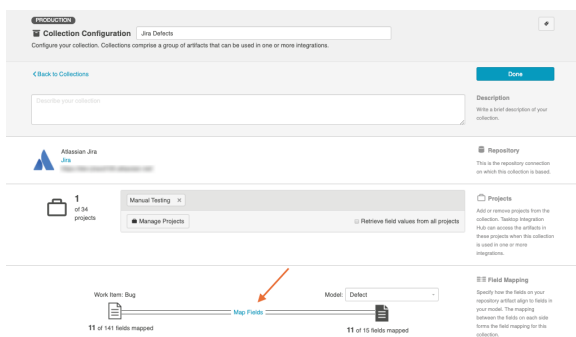 PRODUCTION
Collection Configuration Jira Defects
Configure your collection. Collections comprise a group of artifacts that can be used in one or more integrations.
Back to Collections
Done
Describe your collection
Description
Write a brief description of your
collection.
Atlassian Jira
Jira
Repository
This is the repository connection
on which this collection is based.
1
of 34
projects
Manual Testing
Manage Projects
Retrieve field values from all projects
Projects
Add or remove projects from the
collection. Tasktop Integration
Hub can access the artifacts in
these projects when this collection
is used in one or more
integrations.
Work Item: Bug
Map Fields
Model: Defect
11 of 141 fields mapped
11 of 15 fields mapped
Field Mapping
Specify how the fields on your
repository artifact align to fields in
your model. The mapping
between the fields on each side
forms the field mapping for this
collection.